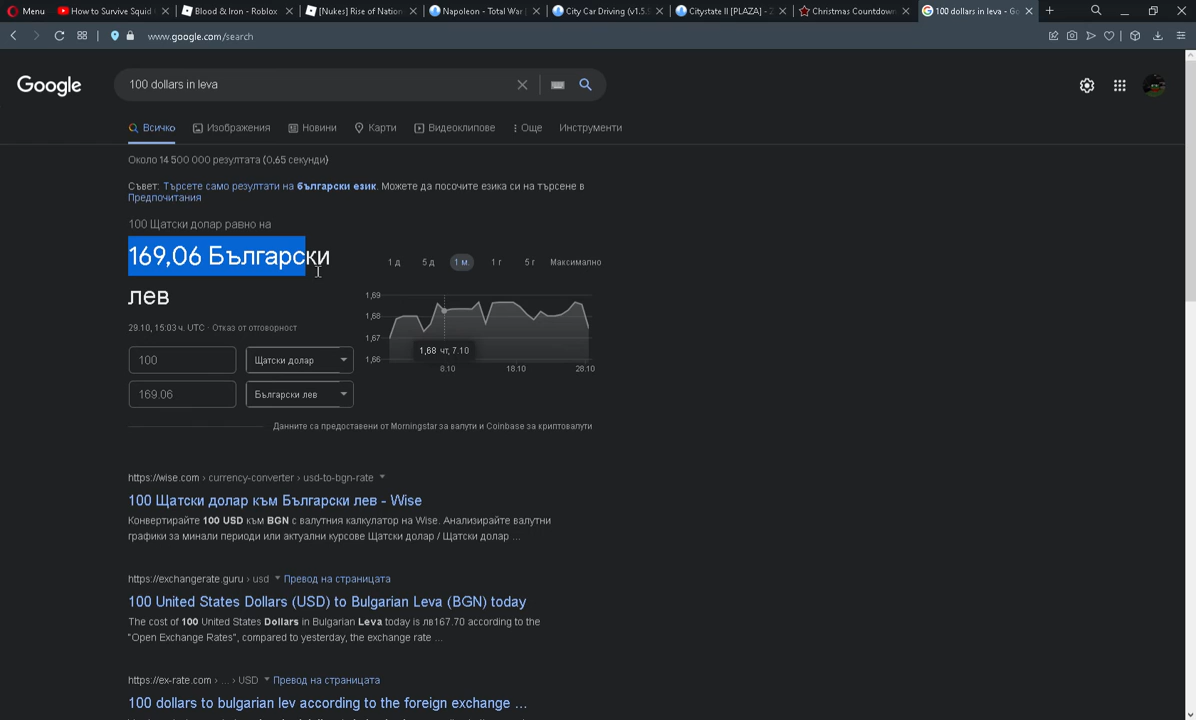 Menu
How to Survive Squid
Blood & Iron - Roblox
[Nukes] Rise of Nation
Napoleon - Total War
City Car Driving (v1.5.
Citystate II [PLAZA] -
Christmas Countdown
100 dollars in leva - Go
www.google.com/search
Google
100 dollars in leva
Всичко
Изображения
Новини
Карти
Видеоклипове
Още
Инструменти
Около 14 500 000 резултата (0,65 секунди)
Съвет: Търсете само резултати на български език. Можете да посочите езика си на търсене в
Предпочитания
100 Щатски долар равно на
169,06 Български
лев
29.10, 15:03 ч. UTC · Отказ от отговорност
100 Щатски долар
169.06 Български лев
1 д 5 д 1 м. 1 г 5 г Максимално
1,69
1,68
1,67
1,66
1,68 чт, 7.10
8.10 18.10 28.10
Данните са предоставени от Morningstar за валути и Coinbase за криптовалути
https://wise.com › currency-converter › usd-to-bgn-rate
100 Щатски долар към Български лев - Wise
Конвертирайте 100 USD към BGN с валутния калкулатор на Wise. Анализирайте валутни
графики за минали периоди или актуални курсове Щатски долар / Щатски долар ...
https://exchangerate.guru › usd Превод на страницата
100 United States Dollars (USD) to Bulgarian Leva (BGN) today
The cost of 100 United States Dollars in Bulgarian Leva today is лв167.70 according to the
"Open Exchange Rates", compared to yesterday, the exchange rate ...
https://ex-rate.com › ... › USD Превод на страницата
100 dollars to bulgarian lev according to the foreign exchange ...